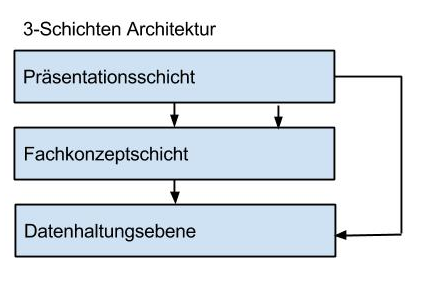 3-Schichten Architektur
Präsentationsschicht
Fachkonzeptschicht
Datenhaltungsebene